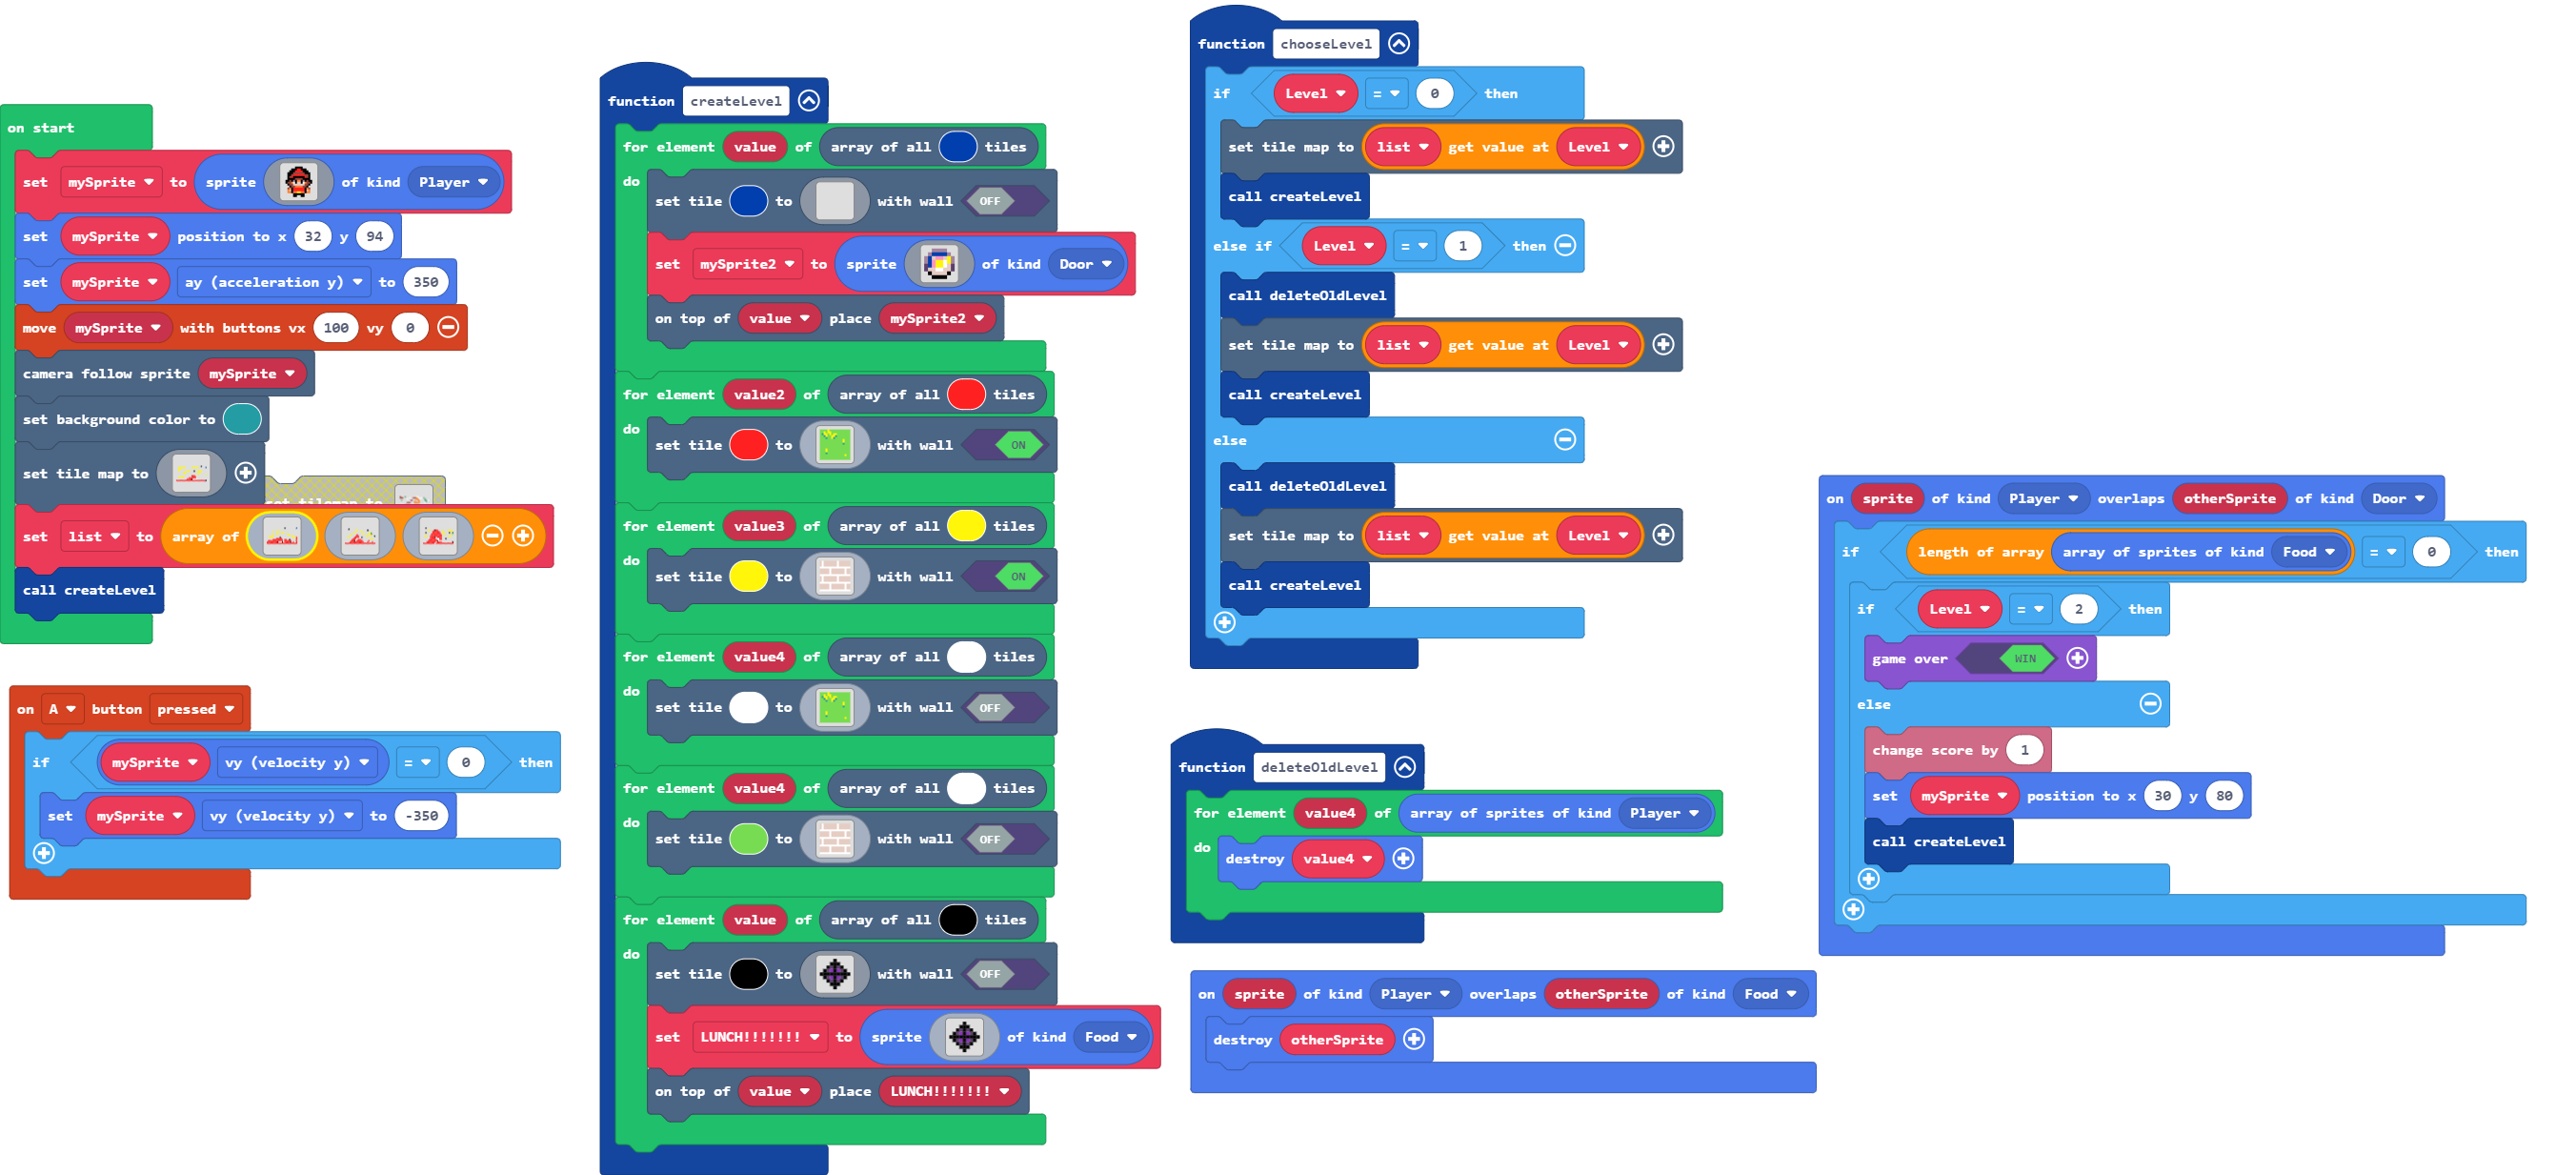 on start
set mySprite to sprite of kind Player
set mySprite position to x 32 y 94
set mySprite ay (acceleration y) to 350
move mySprite with buttons vx 100 vy 0
camera follow sprite mySprite
set background color to
set tile map to
set tilemap to
set list to array of
call createLevel
on A button pressed
if mySprite vy (velocity y) = 0 then
set mySprite vy (velocity y) to -350
function createLevel
for element value of array of all tiles
do
set tile to with wall OFF
set mySprite2 to sprite of kind Door
on top of value place mySprite2
for element value2 of array of all tiles
do
set tile to with wall ON
for element value3 of array of all tiles
do
set tile to with wall ON
for element value4 of array of all tiles
do
set tile to with wall OFF
for element value4 of array of all tiles
do
set tile to with wall OFF
for element value of array of all tiles
do
set tile to with wall OFF
set LUNCH!!!!!!! to sprite of kind Food
on top of value place LUNCH!!!!!!!
function chooseLevel
if Level = 0 then
set tile map to list get value at Level
call createLevel
else if Level = 1 then
call deleteOldLevel
set tile map to list get value at Level
call createLevel
else
call deleteOldLevel
set tile map to list get value at Level
call createLevel
function deleteOldLevel
for element value4 of array of sprites of kind Player
do
destroy value4
on sprite of kind Player overlaps otherSprite of kind Food
destroy otherSprite
on sprite of kind Player overlaps otherSprite of kind Door
if length of array array of sprites of kind Food = 0 then
if Level = 2 then
game over WIN
else
change score by 1
set mySprite position to x 30 y 80
call createLevel